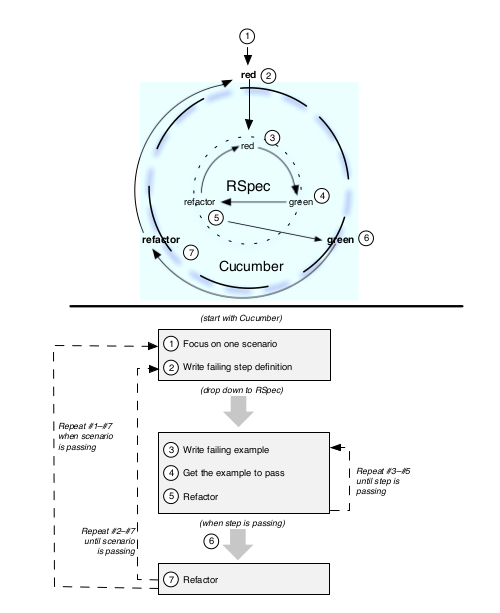 1
red 2
3
red
RSpec
refactor green 4
5
refactor green 6
7
Cucumber
(start with Cucumber)
1 Focus on one scenario
2 Write failing step definition
(drop down to RSpec)
Repeat #1–#7
when scenario
is passing
3 Write failing example
4 Get the example to pass
5 Refactor
Repeat #3–#5
until step is
passing
(when step is passing)
Repeat #2–#7
until scenario
is passing
6
7 Refactor